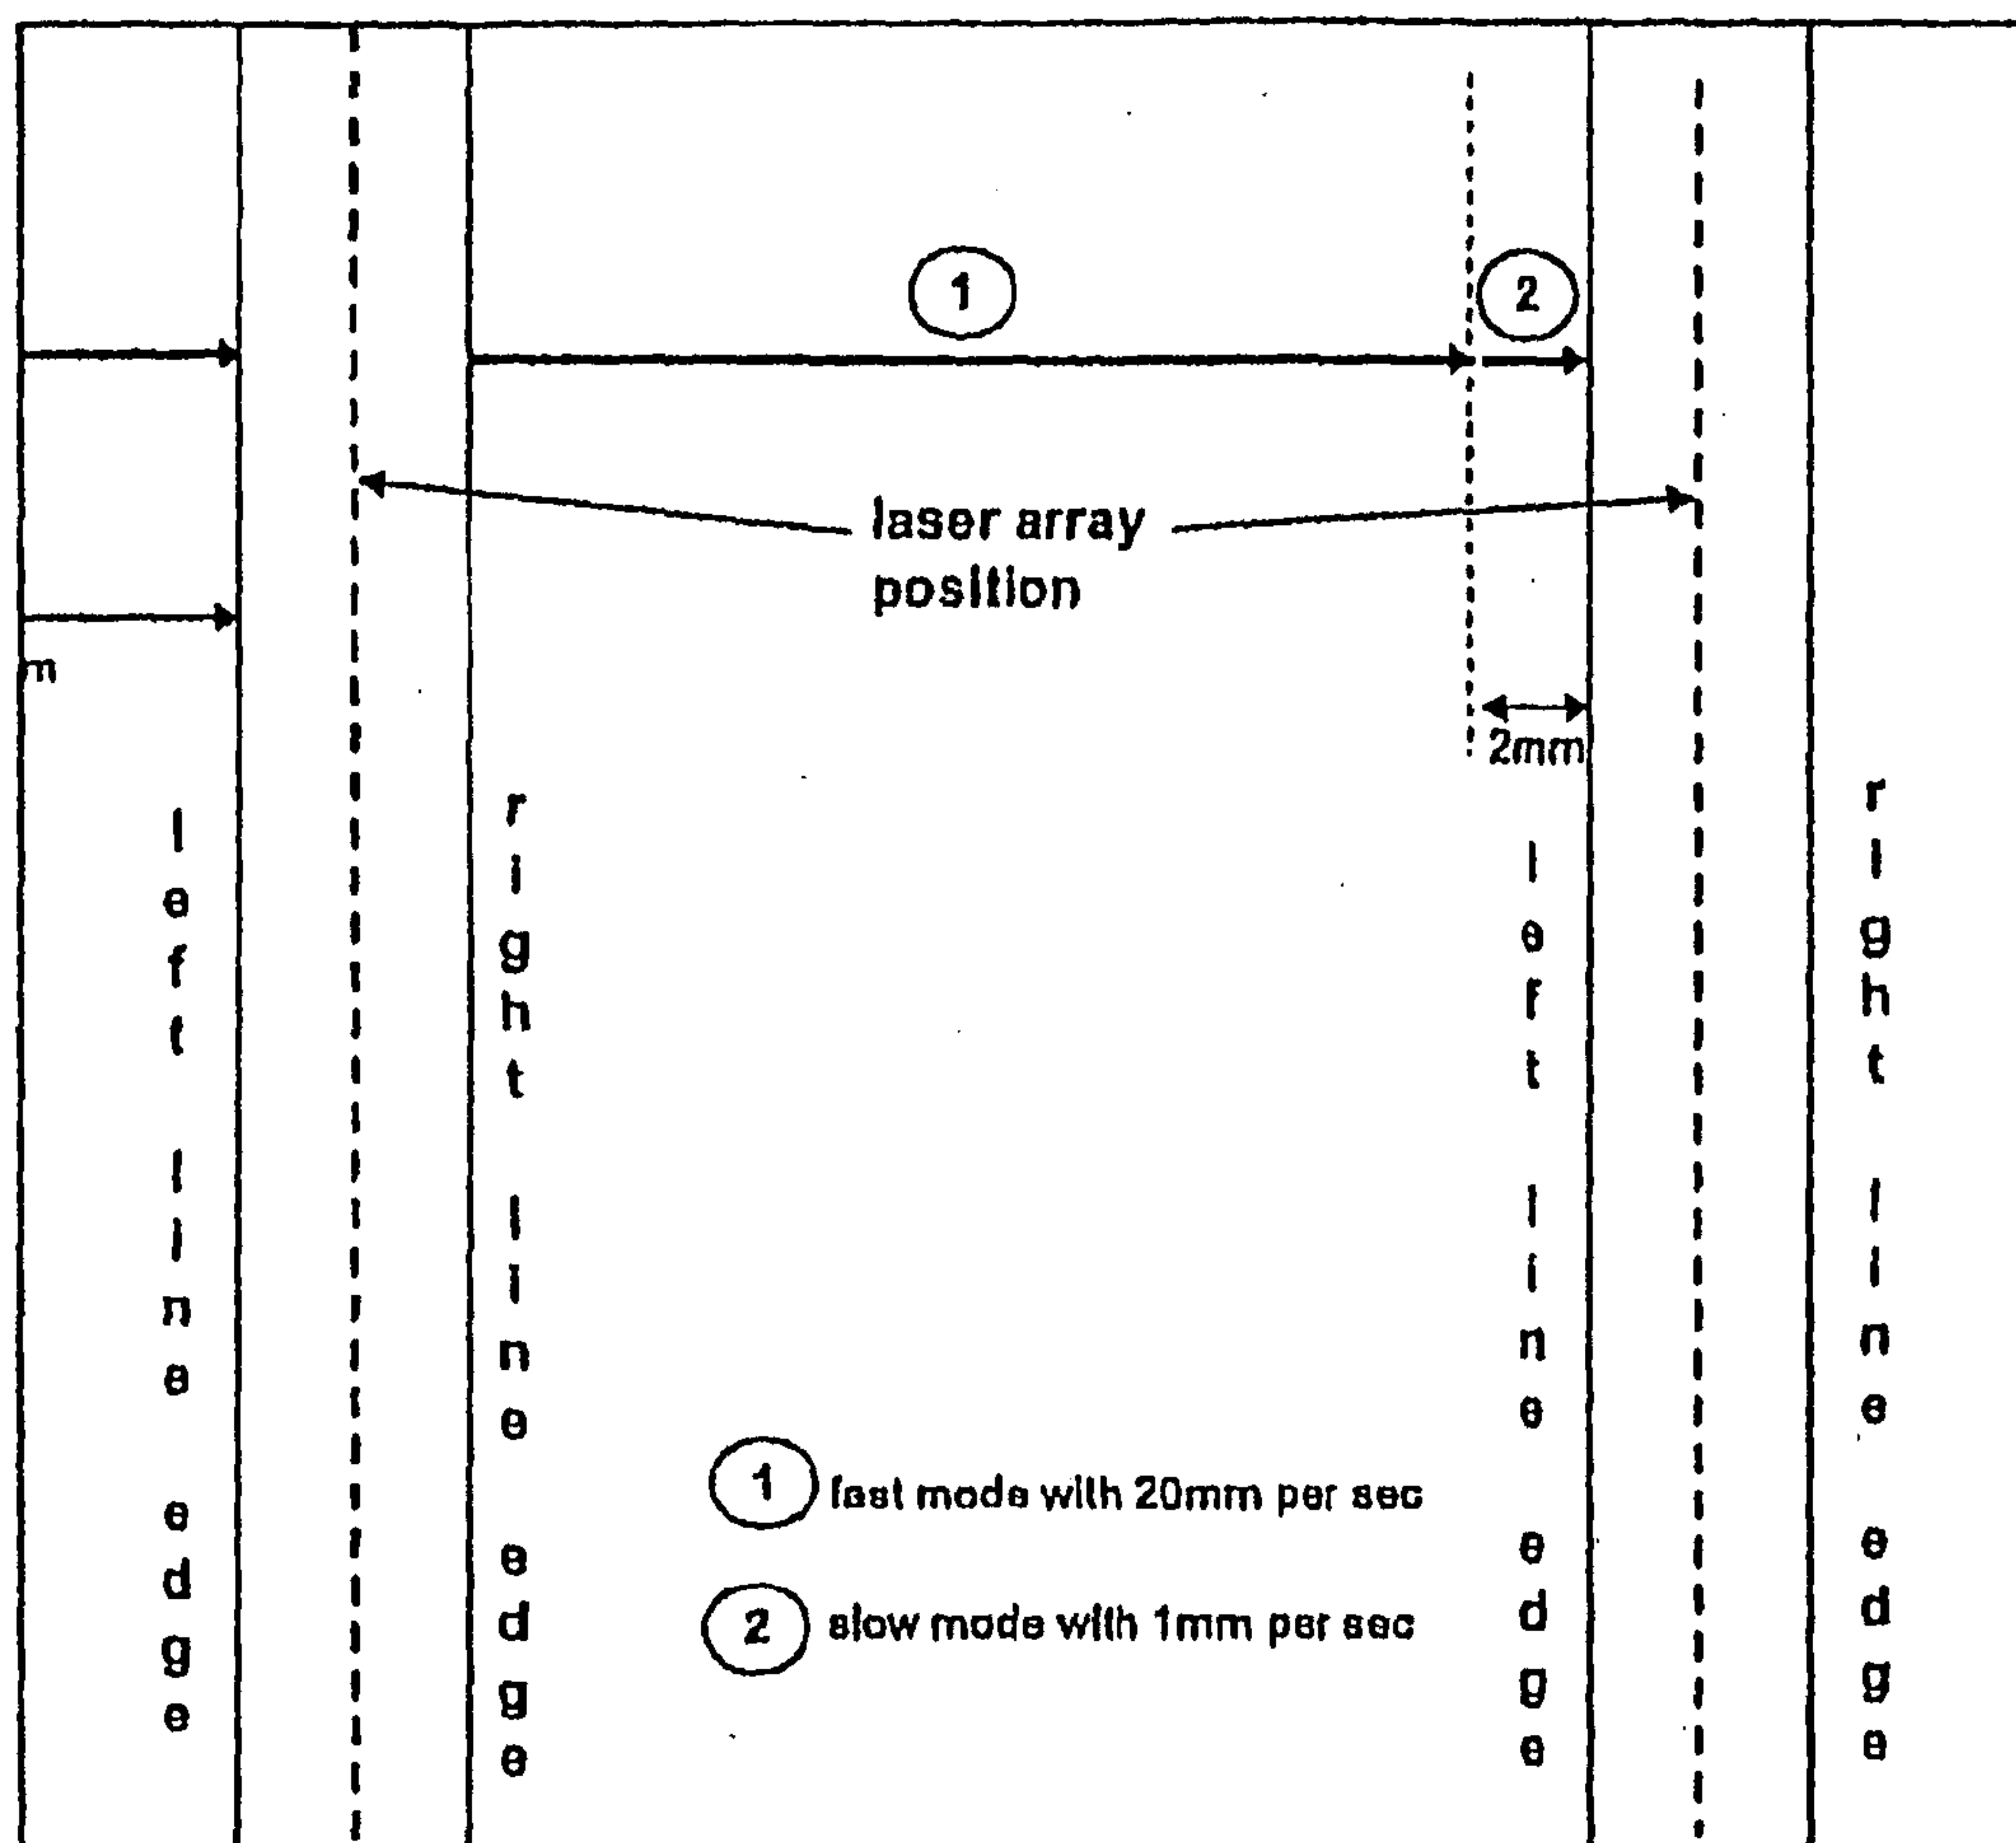 1
2
laser array
position
m
2mm
left line edge
right line edge
left line edge
right line edge
1 fast mode with 20mm per sec
2 slow mode with 1mm per sec